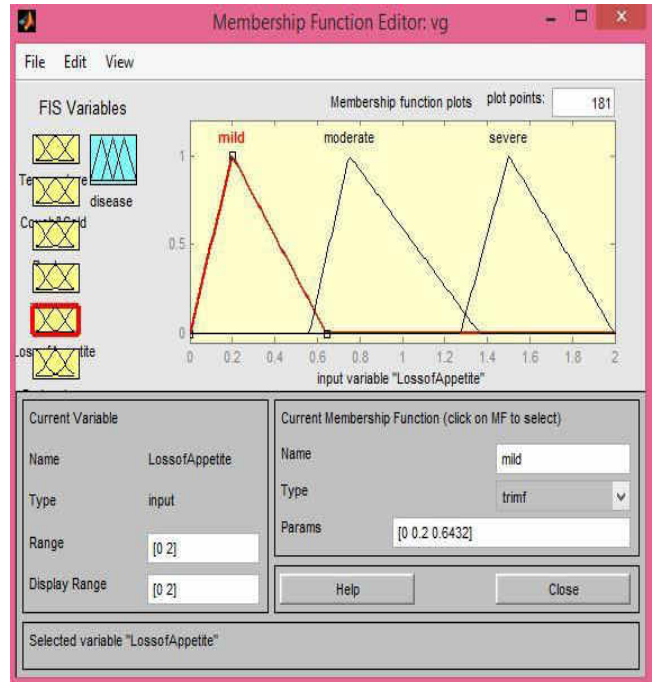 Membership Function Editor: vg
File Edit View
FIS Variables
Membership function plots plot points: 181
disease
mild moderate severe
1
0.5
0
0 0.2 0.4 0.6 0.8 1 1.2 1.4 1.6 1.8 2
input variable "LossofAppetite"
Current Variable
Name LossofAppetite
Type input
Range [0 2]
Display Range [0 2]
Current Membership Function (click on MF to select)
Name mild
Type trimf
Params [0 0.2 0.6432]
Help Close
Selected variable "LossofAppetite"